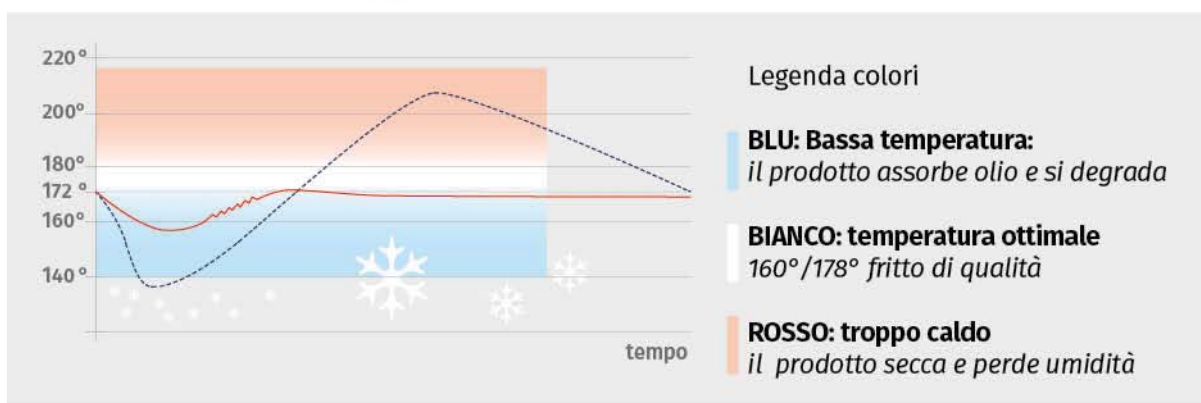 220°
200°
180°
172 °
160°
140°
tempo
Legenda colori
BLU: Bassa temperatura:
il prodotto assorbe olio e si degrada
BIANCO: temperatura ottimale
160°/178° fritto di qualità
ROSSO: troppo caldo
il prodotto secca e perde umidità